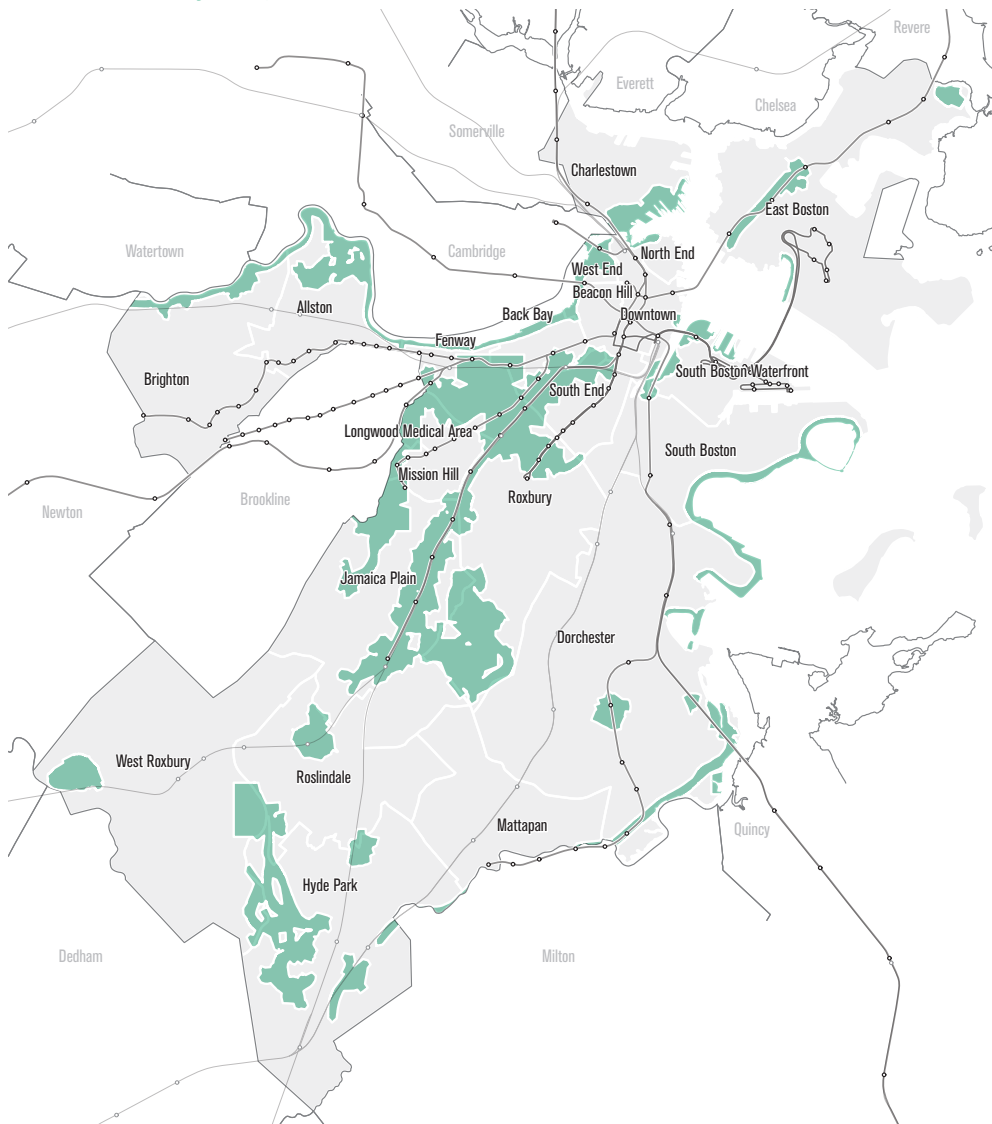 Revere
Everett
Chelsea
Somerville
Charlestown
East Boston
Watertown
Cambridge
North End
West End
Beacon Hill
Allston
Back Bay
Downtown
Fenway
South Boston Waterfront
Brighton
South End
Longwood Medical Area
South Boston
Mission Hill
Brookline
Roxbury
Newton
Jamaica Plain
Dorchester
West Roxbury
Roslindale
Mattapan
Quincy
Hyde Park
Dedham
Milton